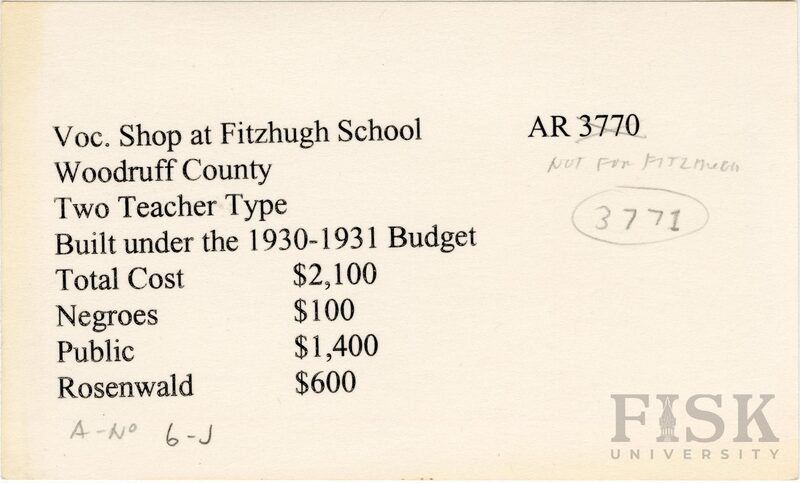 Voc. Shop at Fitzhugh School
AR 3770
NOT FOR FITZHUGH
Woodruff County
Two Teacher Type
3771
Built under the 1930-1931 Budget
Total Cost $2,100
Negroes $100
Public $1,400
Rosenwald $600
A-No 6-J
FISK
UNIVERSITY